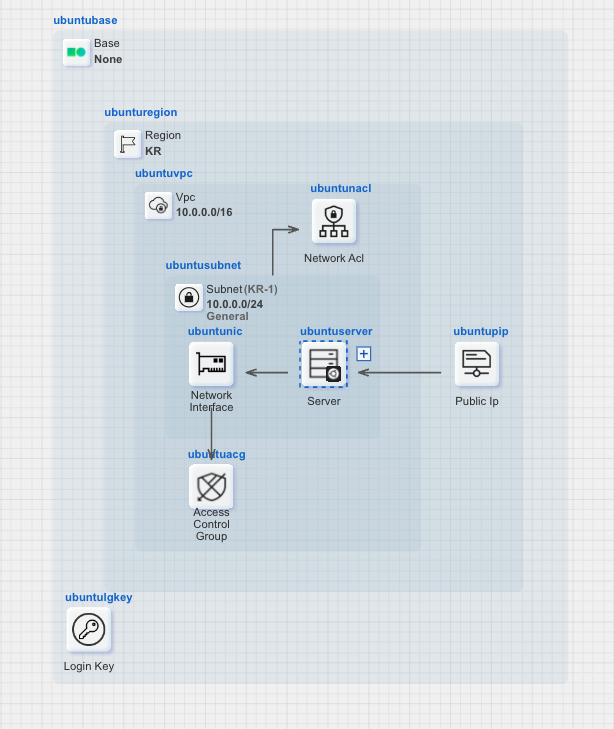 ubuntubase
Base
None
ubunturegion
Region
KR
ubuntuvpc
Vpc
10.0.0.0/16
ubuntunacl
Network Acl
ubuntusubnet
Subnet (KR-1)
10.0.0.0/24
General
ubuntunic
Network
Interface
ubuntuserver
Server
ubuntupip
Public Ip
ubuntuacg
Access
Control
Group
ubuntulgkey
Login Key